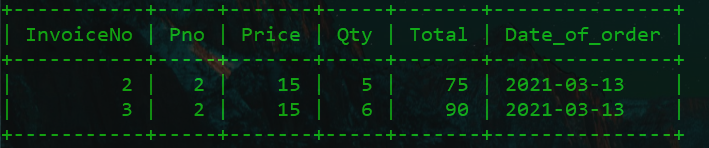 +-----------+-----+-------+-----+-------+---------------+
| InvoiceNo | Pno | Price | Qty | Total | Date_of_order |
+-----------+-----+-------+-----+-------+---------------+
|         2 |   2 |    15 |   5 |    75 | 2021-03-13    |
|         3 |   2 |    15 |   6 |    90 | 2021-03-13    |
+-----------+-----+-------+-----+-------+---------------+